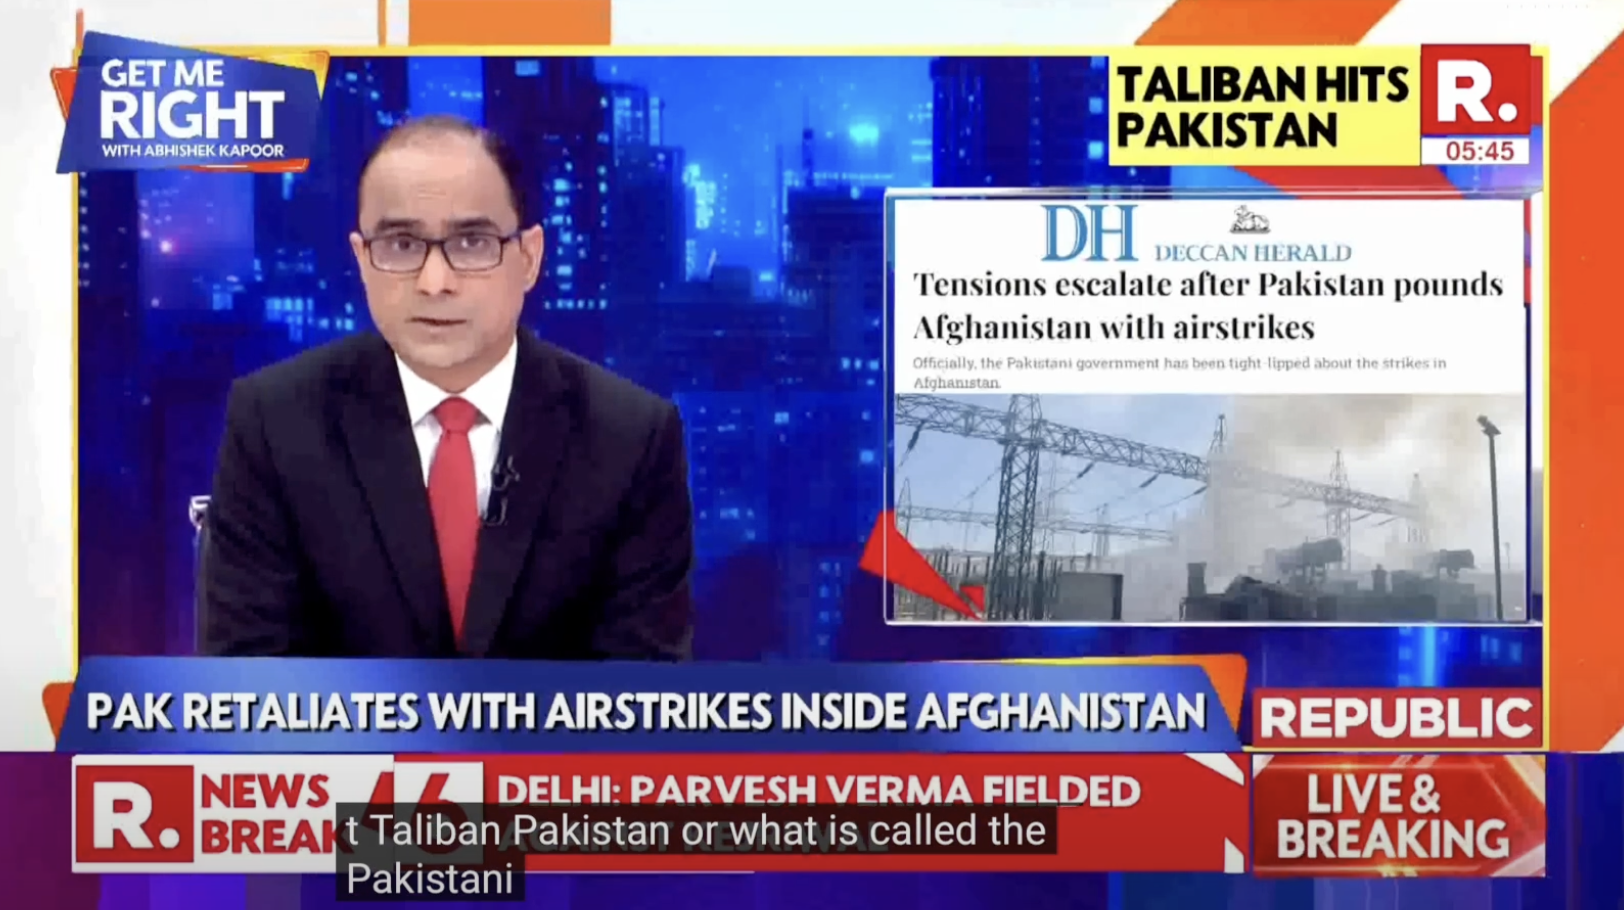 GET ME
RIGHT
WITH ABHISHEK KAPOOR
TALIBAN HITS
PAKISTAN
R.
05:45
DH
DECCAN HERALD
Tensions escalate after Pakistan pounds
Afghanistan with airstrikes
Officially, the Pakistani government has been tight-lipped about the strikes in
Afghanistan.
PAK RETALIATES WITH AIRSTRIKES INSIDE AFGHANISTAN
REPUBLIC
R.
NEWS
BREAK
46
DELHI: PARVESH VERMA FIELDED
AGAINST KEJRIWAL
LIVE &
BREAKING
t Taliban Pakistan or what is called the
Pakistani